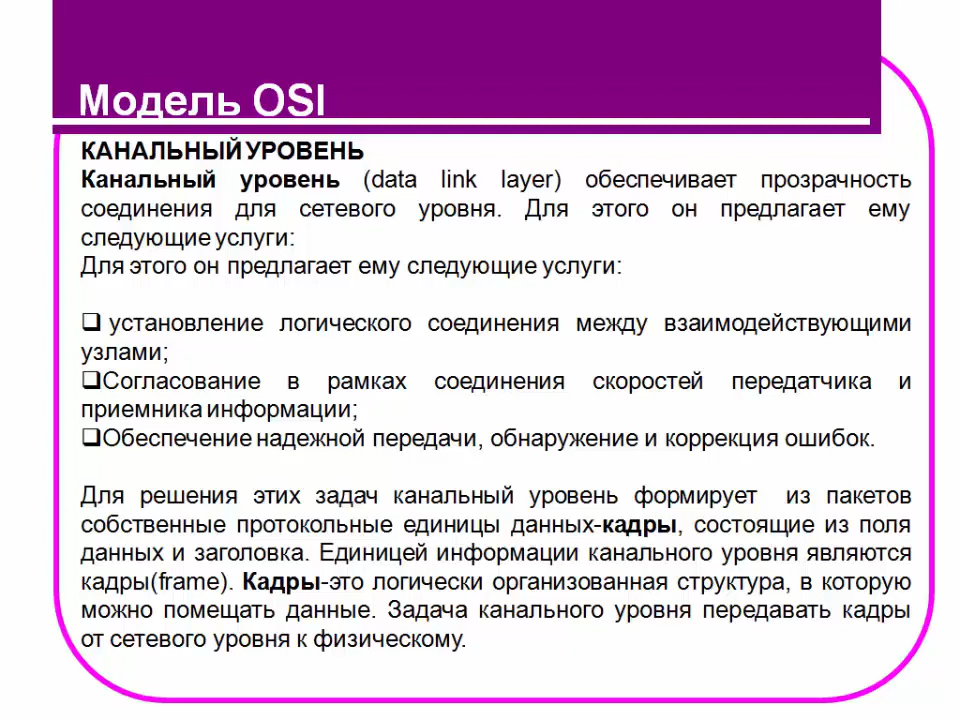 Модель OSI
КАНАЛЬНЫЙ УРОВЕНЬ
Канальный уровень (data link layer) обеспечивает прозрачность
соединения для сетевого уровня. Для этого он предлагает ему
следующие услуги:
Для этого он предлагает ему следующие услуги:
❑ установление логического соединения между взаимодействующими
узлами;
❑Согласование в рамках соединения скоростей передатчика и
приемника информации;
❑Обеспечение надежной передачи, обнаружение и коррекция ошибок.
Для решения этих задач канальный уровень формирует из пакетов
собственные протокольные единицы данных-кадры, состоящие из поля
данных и заголовка. Единицей информации канального уровня являются
кадры(frame). Кадры-это логически организованная структура, в которую
можно помещать данные. Задача канального уровня передавать кадры
от сетевого уровня к физическому.